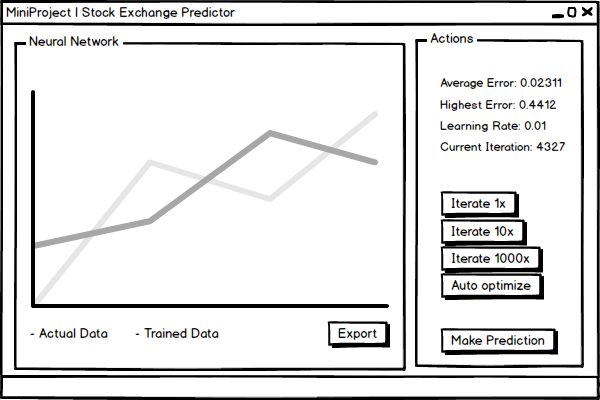 MiniProject | Stock Exchange Predictor
Neural Network
- Actual Data
- Trained Data
Export
Actions
Average Error: 0.02311
Highest Error: 0.4412
Learning Rate: 0.01
Current Iteration: 4327
Iterate 1x
Iterate 10x
Iterate 1000x
Auto optimize
Make Prediction